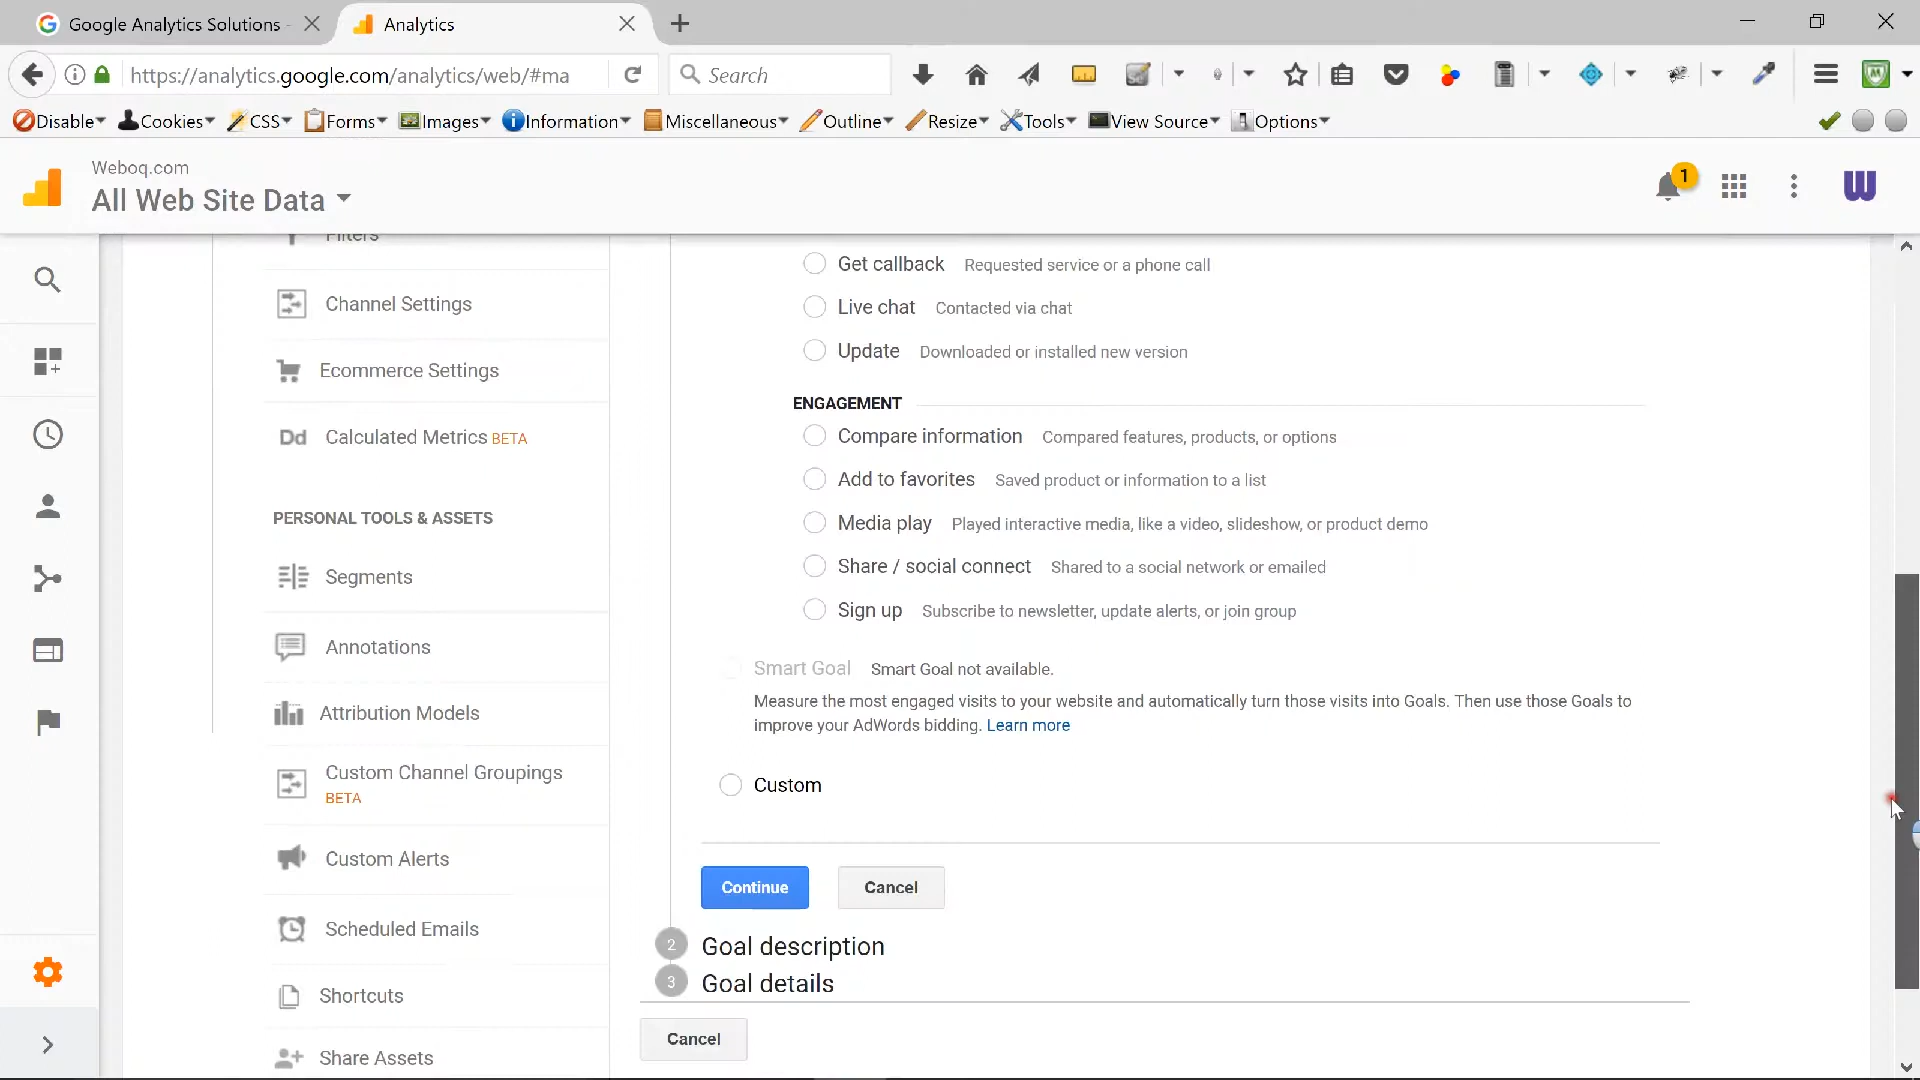 Google Analytics Solutions -
Analytics
https://analytics.google.com/analytics/web/#ma
Search
Disable
Cookies
CSS
Forms
Images
Information
Miscellaneous
Outline
Resize
Tools
View Source
Options
Weboq.com
All Web Site Data
1
W
Filters
Channel Settings
Ecommerce Settings
Dd Calculated Metrics BETA
PERSONAL TOOLS & ASSETS
Segments
Annotations
Attribution Models
Custom Channel Groupings
BETA
Custom Alerts
Scheduled Emails
Shortcuts
Share Assets
Get callback Requested service or a phone call
Live chat Contacted via chat
Update Downloaded or installed new version
ENGAGEMENT
Compare information Compared features, products, or options
Add to favorites Saved product or information to a list
Media play Played interactive media, like a video, slideshow, or product demo
Share / social connect Shared to a social network or emailed
Sign up Subscribe to newsletter, update alerts, or join group
Smart Goal Smart Goal not available.
Measure the most engaged visits to your website and automatically turn those visits into Goals. Then use those Goals to
improve your AdWords bidding. Learn more
Custom
Continue
Cancel
2 Goal description
3 Goal details
Cancel